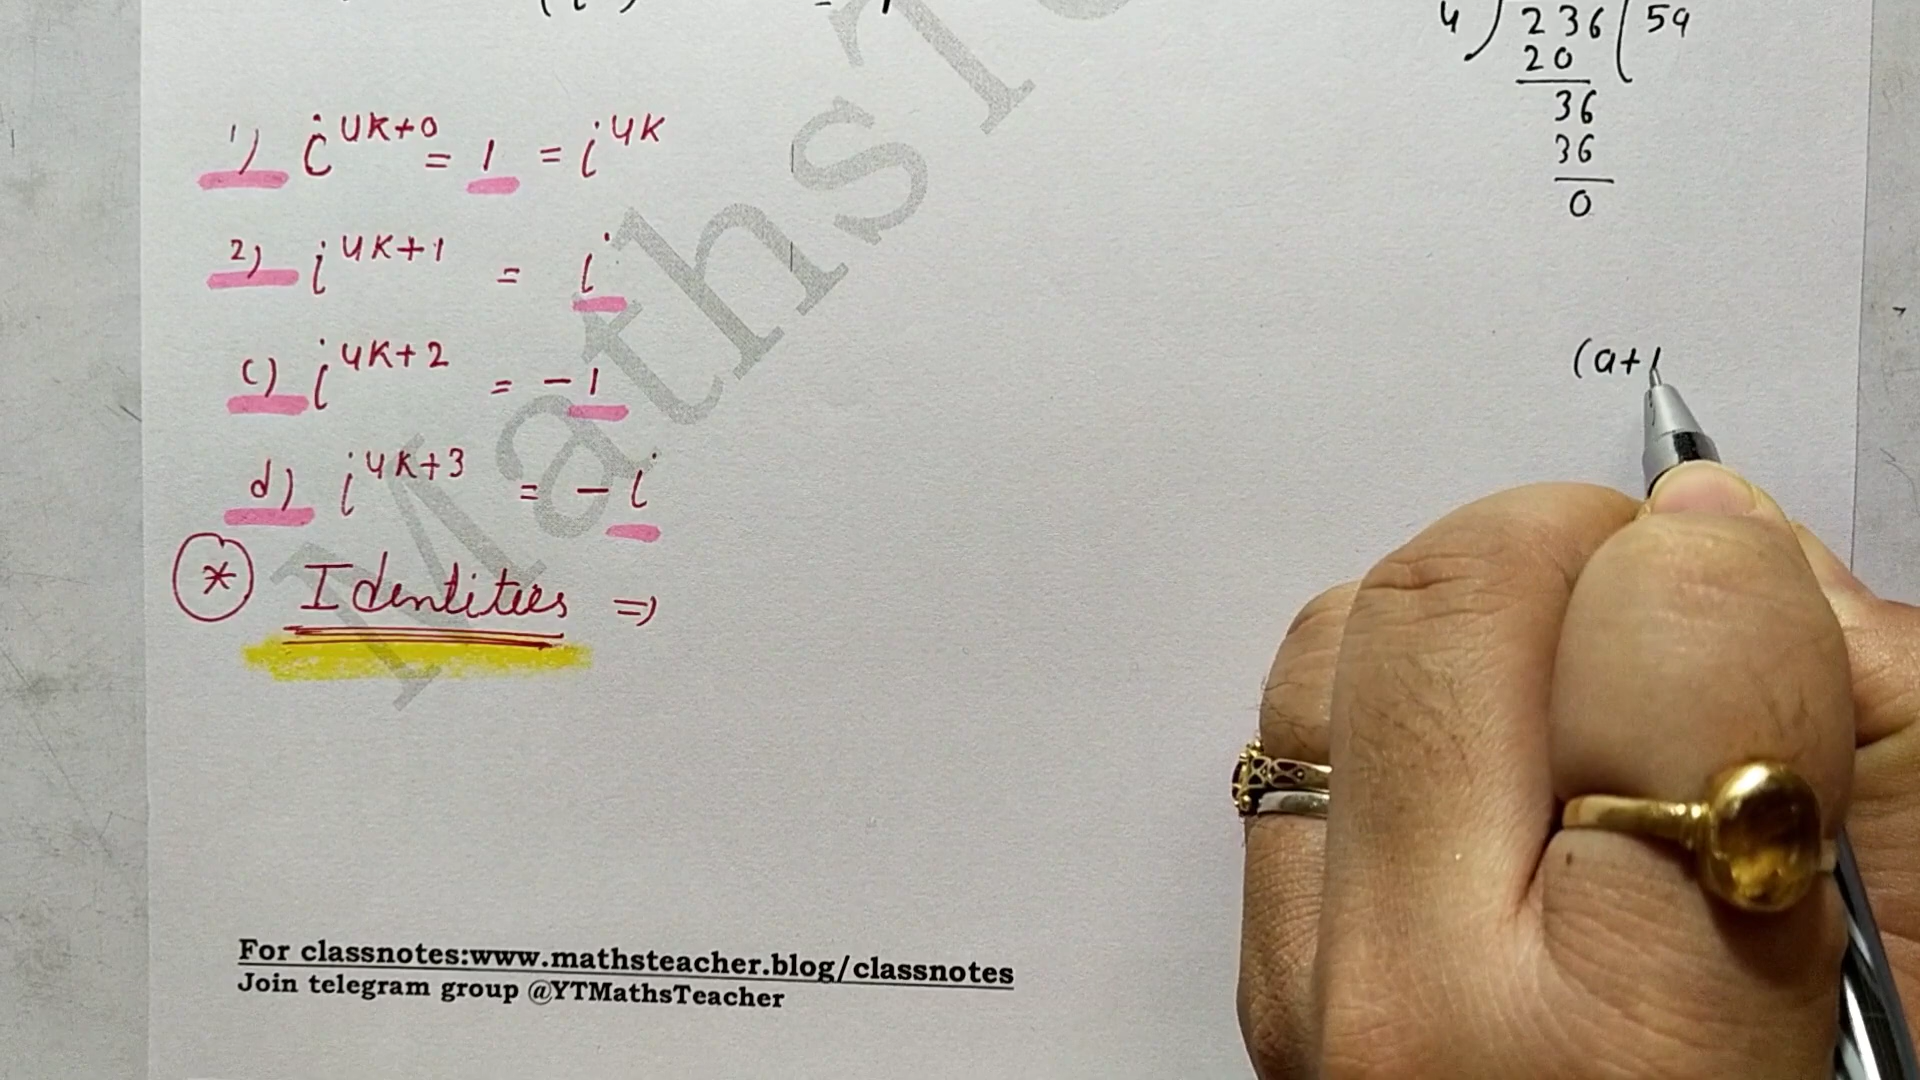 4 ) 236 ( 59
20
36
36
0
1) i^4K+0 = 1 = i^4K
2) i^4K+1 = i
c) i^4K+2 = -1
(a+
d) i^4K+3 = -i
* Identities ⇒
Maths
For classnotes:www.mathsteacher.blog/classnotes
Join telegram group @YTMathsTeacher